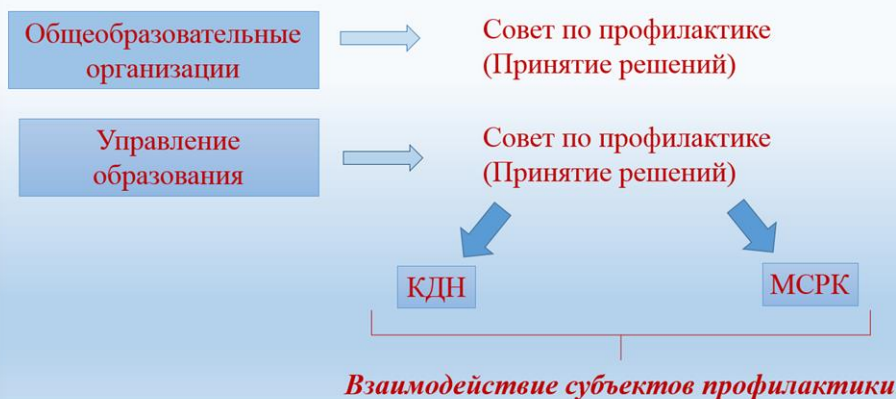 Общеобразовательные
организации
Совет по профилактике
(Принятие решений)
Управление
образования
Совет по профилактике
(Принятие решений)
КДН
МСРК
Взаимодействие субъектов профилактики